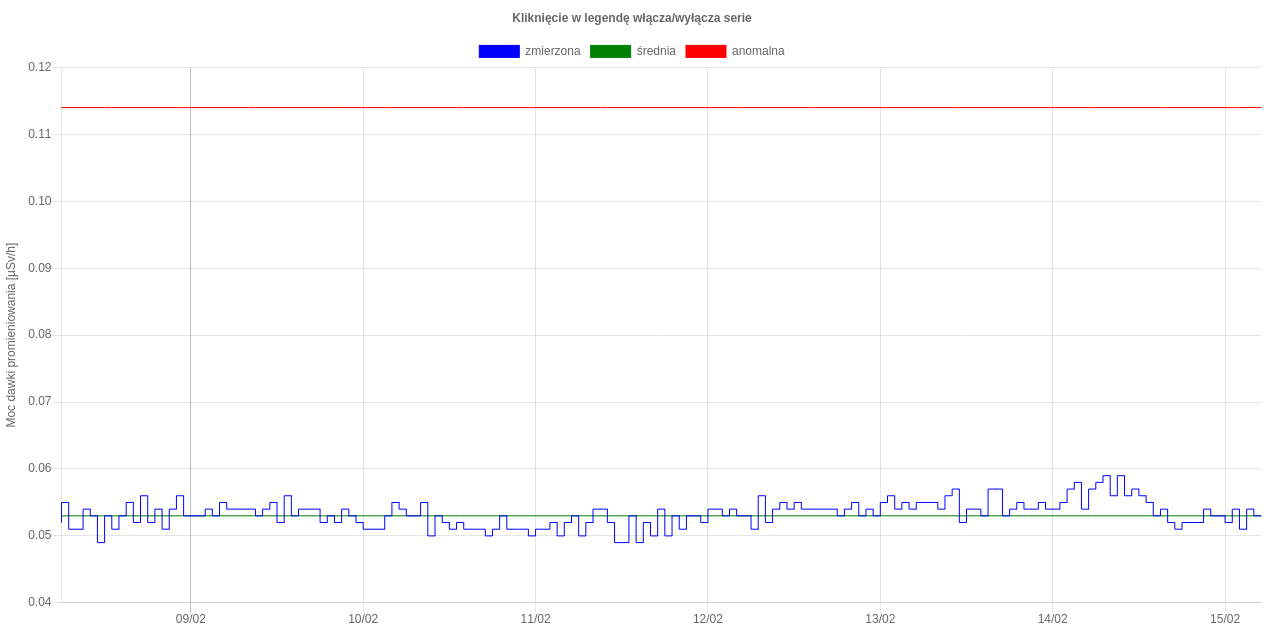 Kliknięcie w legendę włącza/wyłącza serie
zmierzona średnia anomalna
Moc dawki promieniowania [µSv/h]
0.12
0.11
0.10
0.09
0.08
0.07
0.06
0.05
0.04
09/02 10/02 11/02 12/02 13/02 14/02 15/02